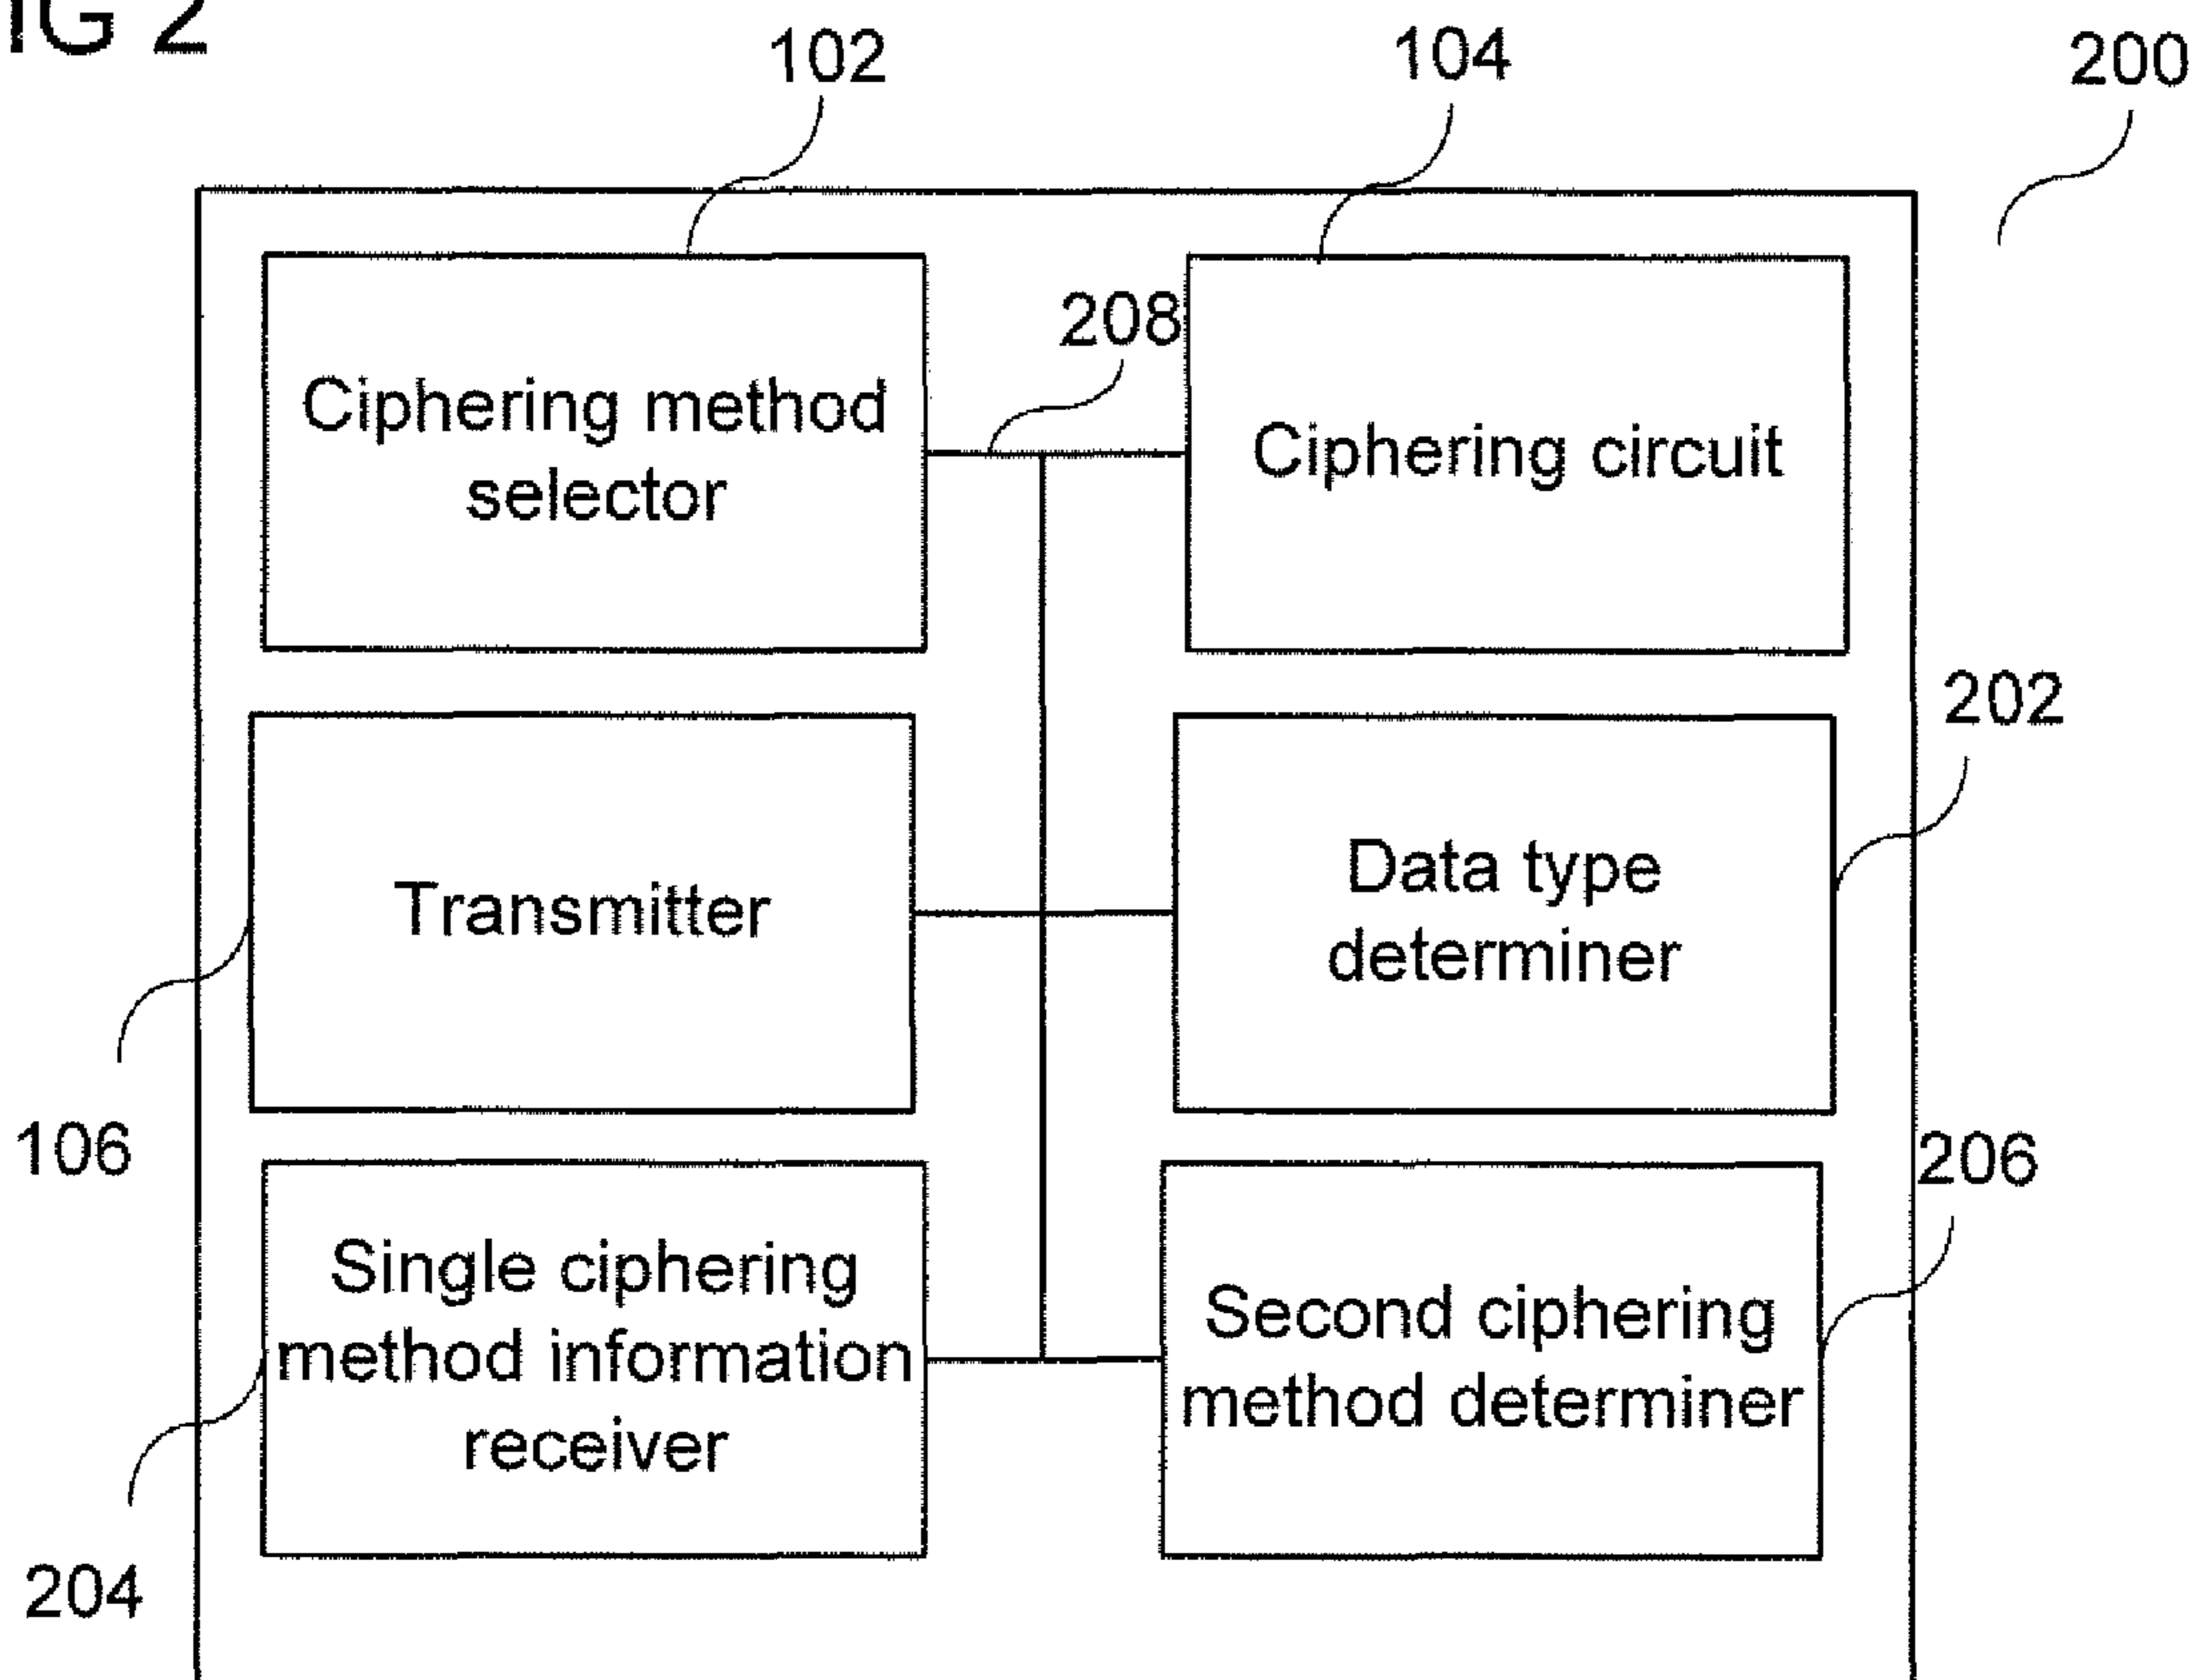 IG 2
102
104
200
208
Ciphering method
selector
Ciphering circuit
202
Transmitter
Data type
determiner
106
206
Single ciphering
method information
receiver
Second ciphering
method determiner
204